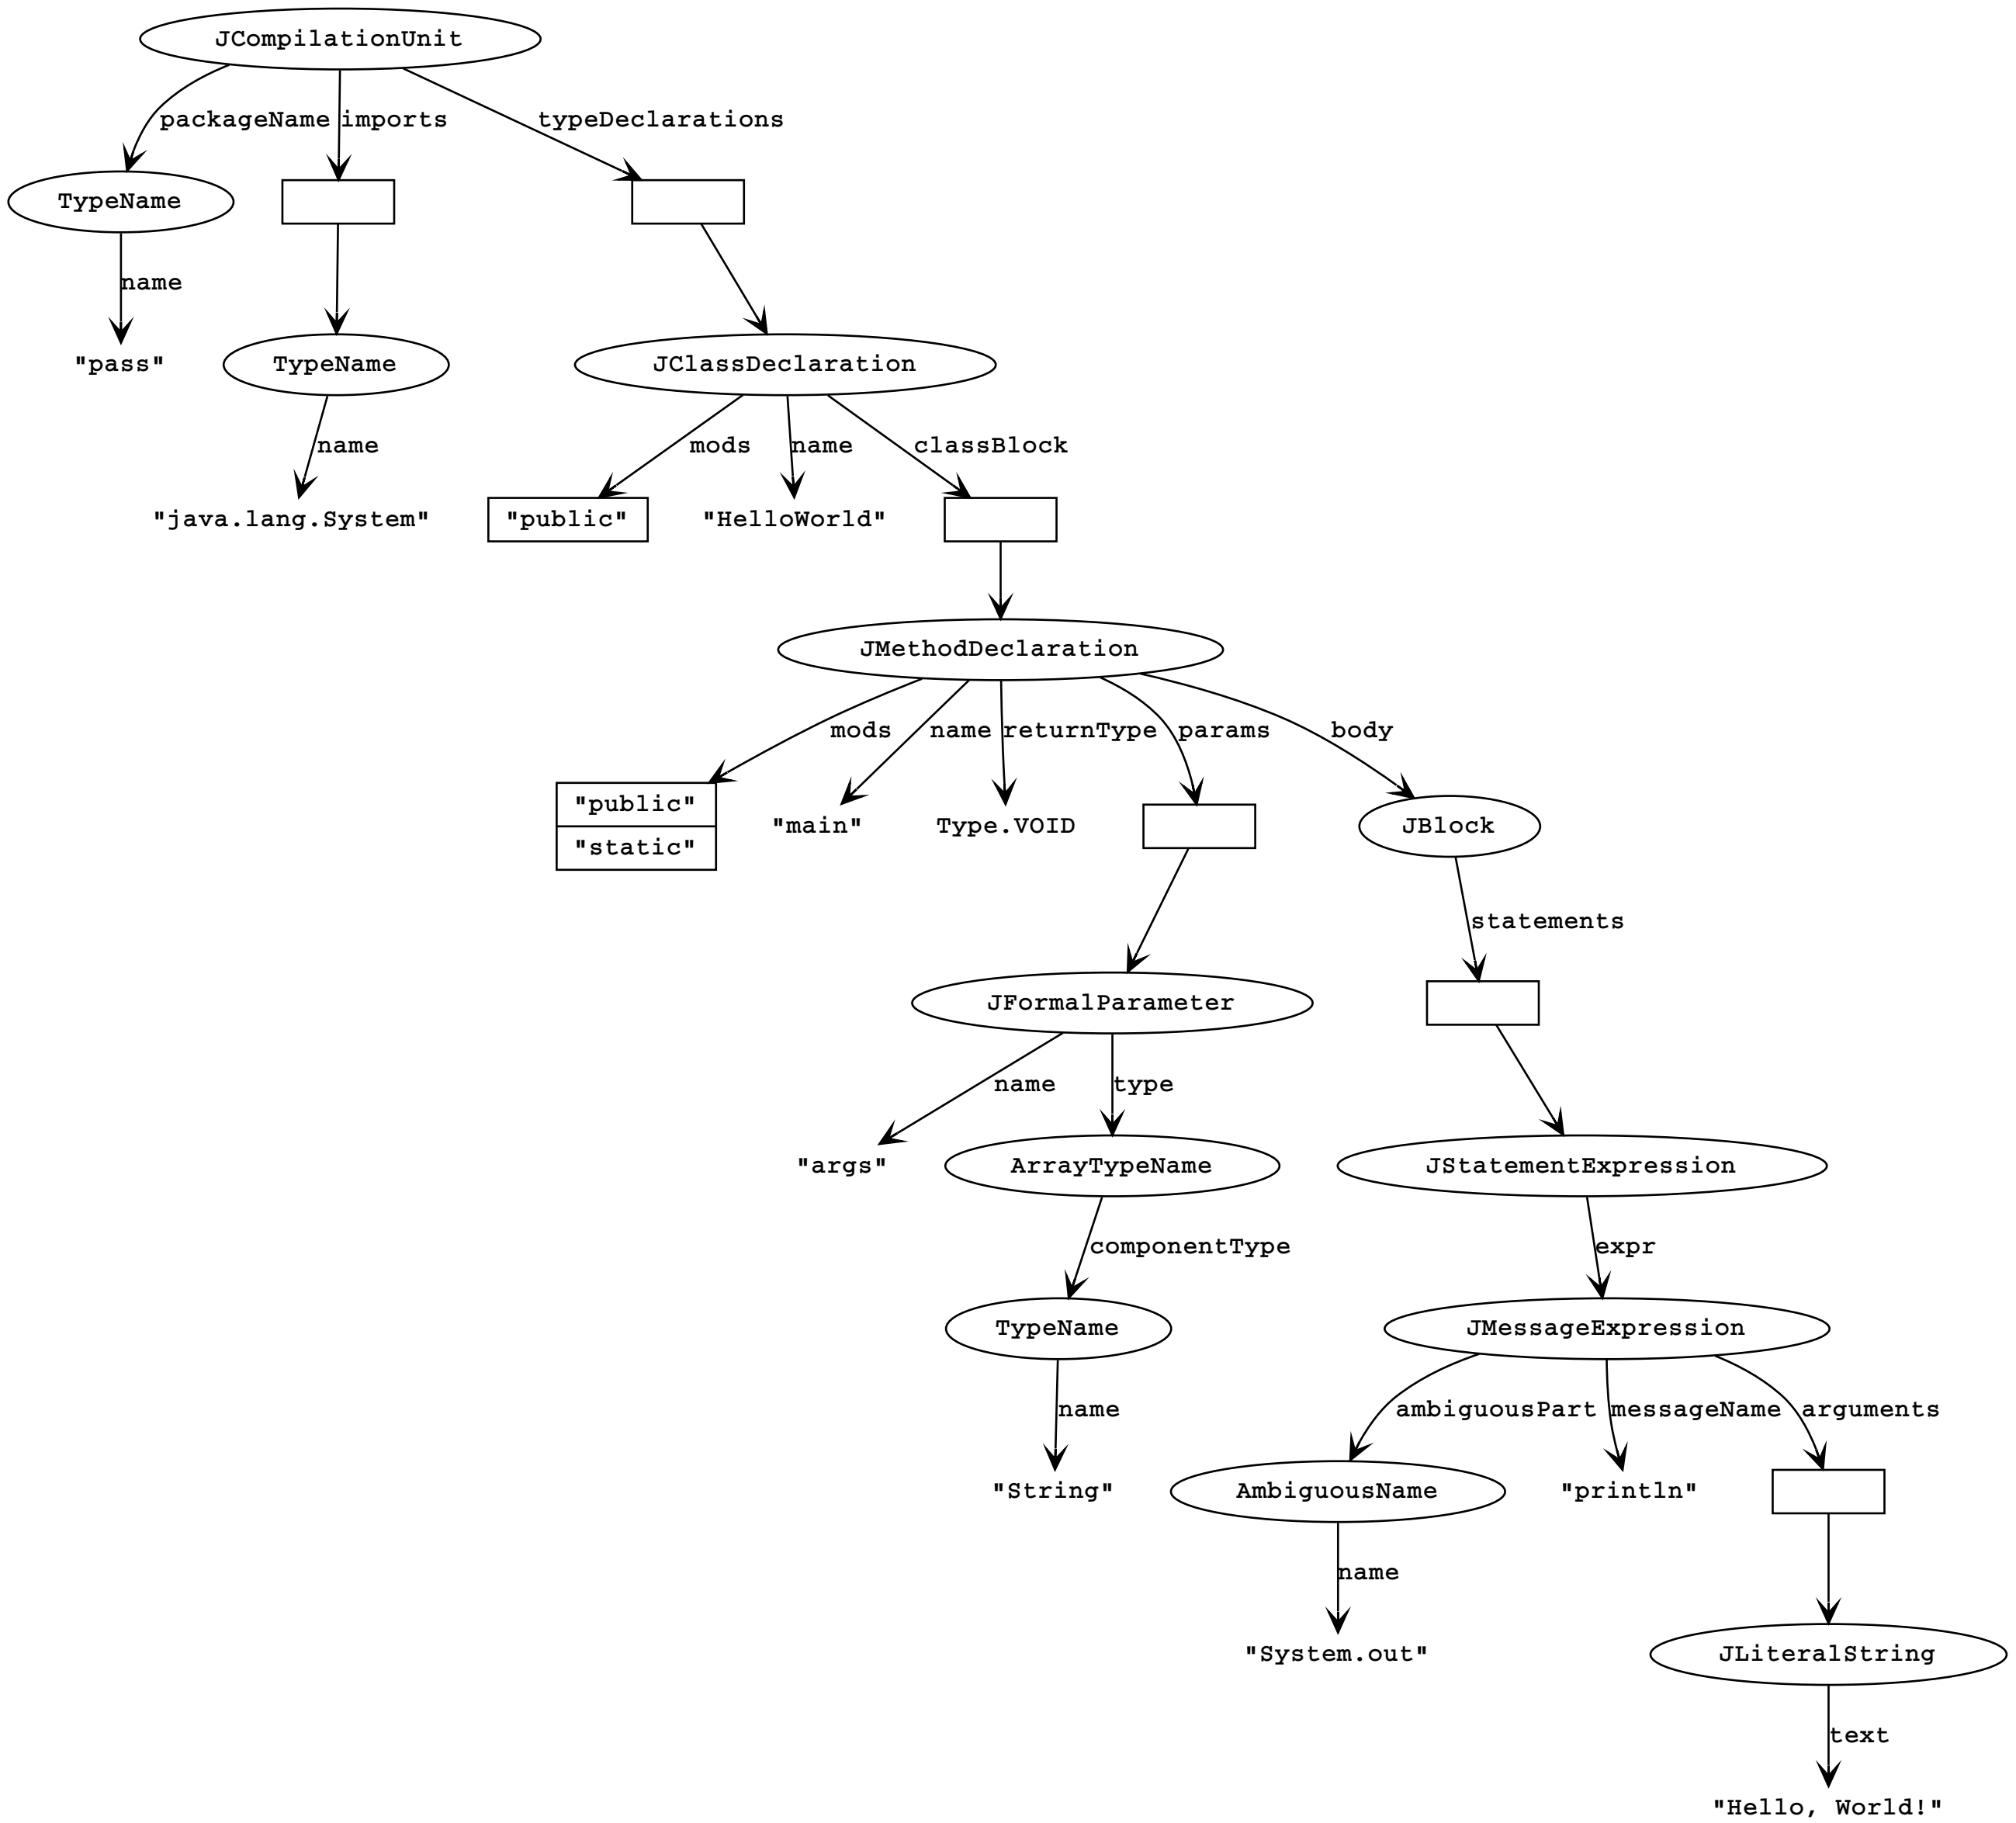 JCompilationUnit
packageName imports typeDeclarations
TypeName
name
"pass" TypeName JClassDeclaration
name mods name classBlock
"java.lang.System" "public" "HelloWorld"
JMethodDeclaration
mods name returnType params body
"public"
"main" Type.VOID JBlock
"static"
statements
JFormalParameter
name type
"args" ArrayTypeName JStatementExpression
componentType expr
TypeName JMessageExpression
name ambiguousPart messageName arguments
"String" AmbiguousName "println"
name
"System.out" JLiteralString
text
"Hello, World!"